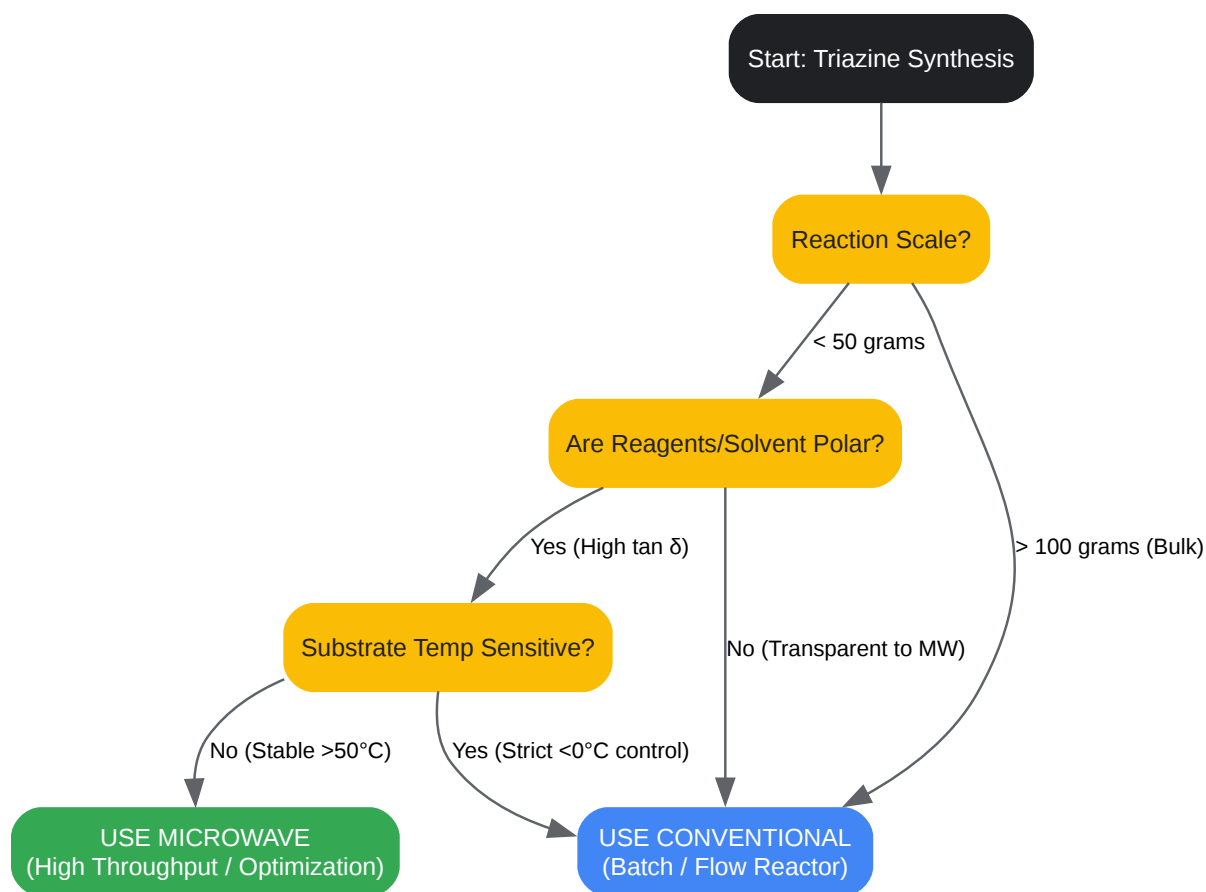 Start: Triazine Synthesis
Reaction Scale?
< 50 grams
Are Reagents/Solvent Polar?
Yes (High tan δ)
> 100 grams (Bulk)
Substrate Temp Sensitive?
No (Transparent to MW)
No (Stable >50°C)
Yes (Strict <0°C control)
USE MICROWAVE
(High Throughput / Optimization)
USE CONVENTIONAL
(Batch / Flow Reactor)